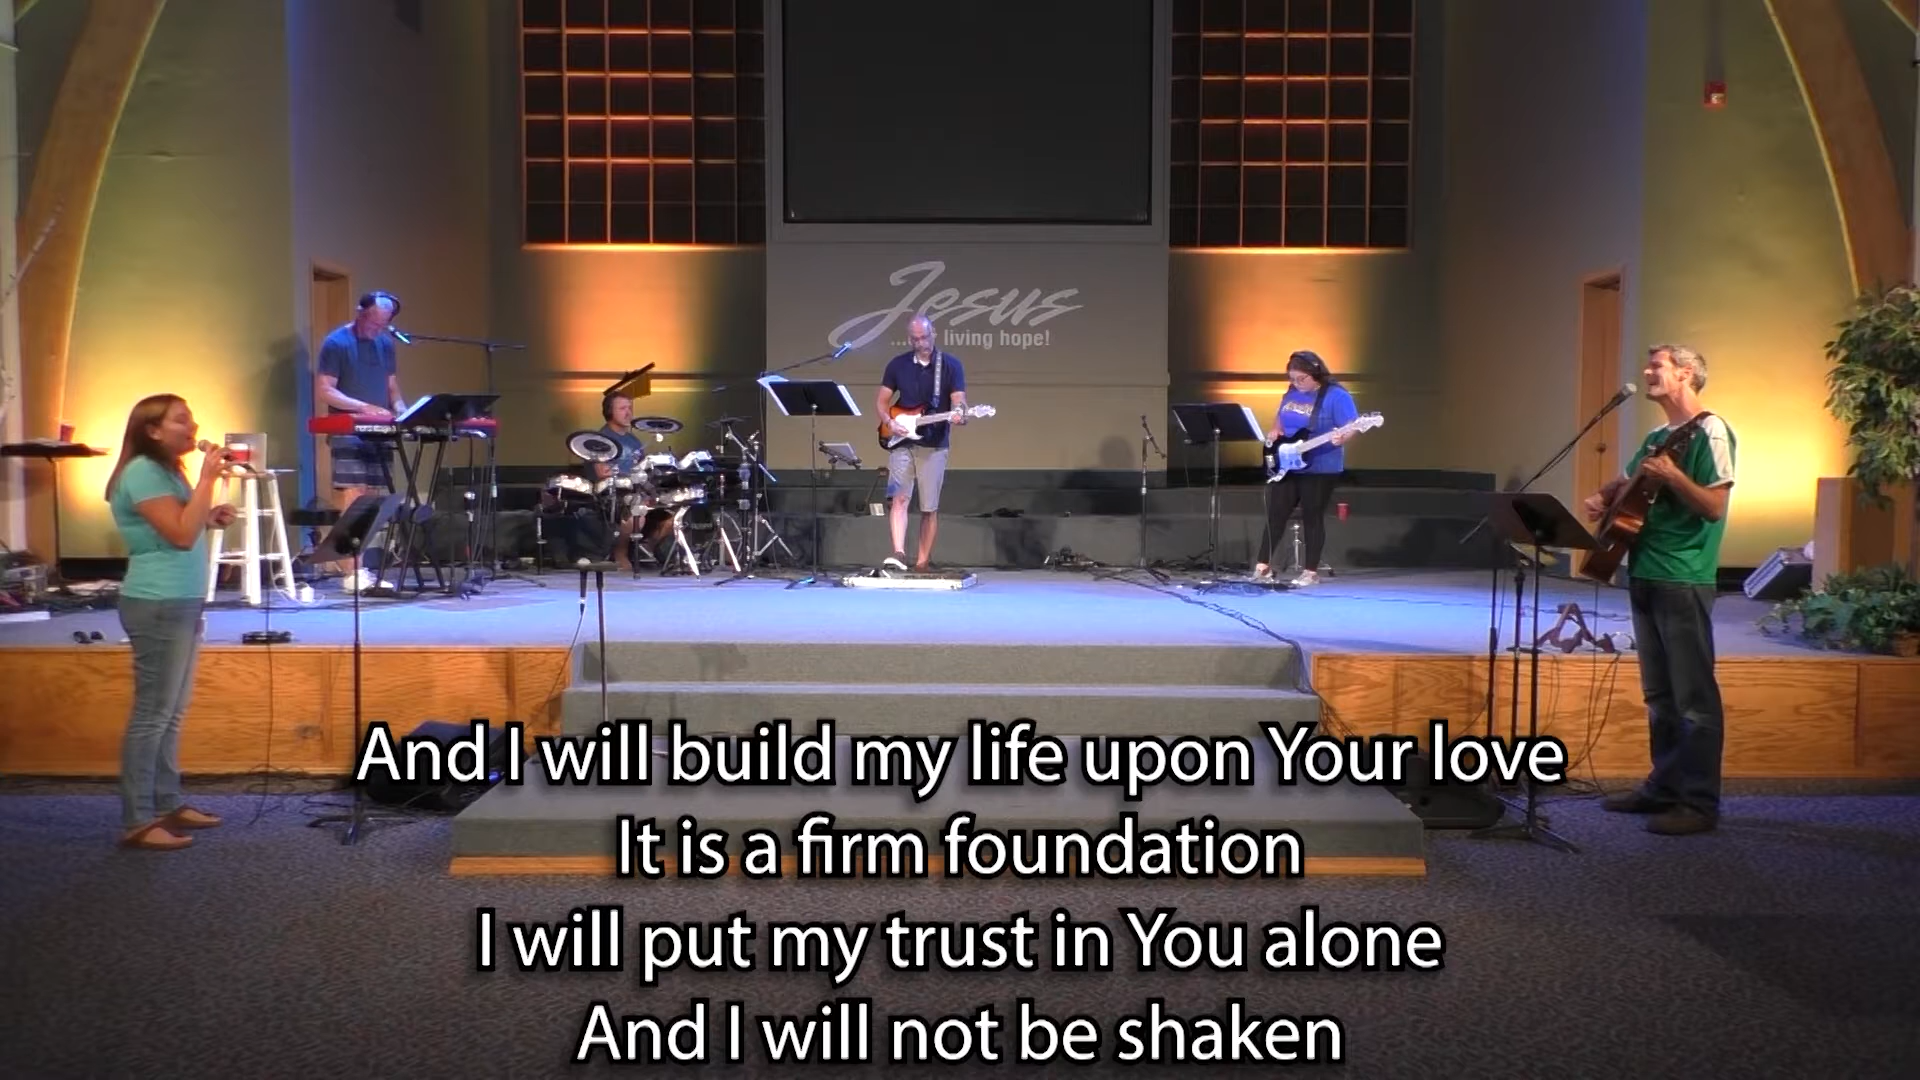 Jesus
living hope!
And I will build my life upon Your love
It is a firm foundation
I will put my trust in You alone
And I will not be shaken